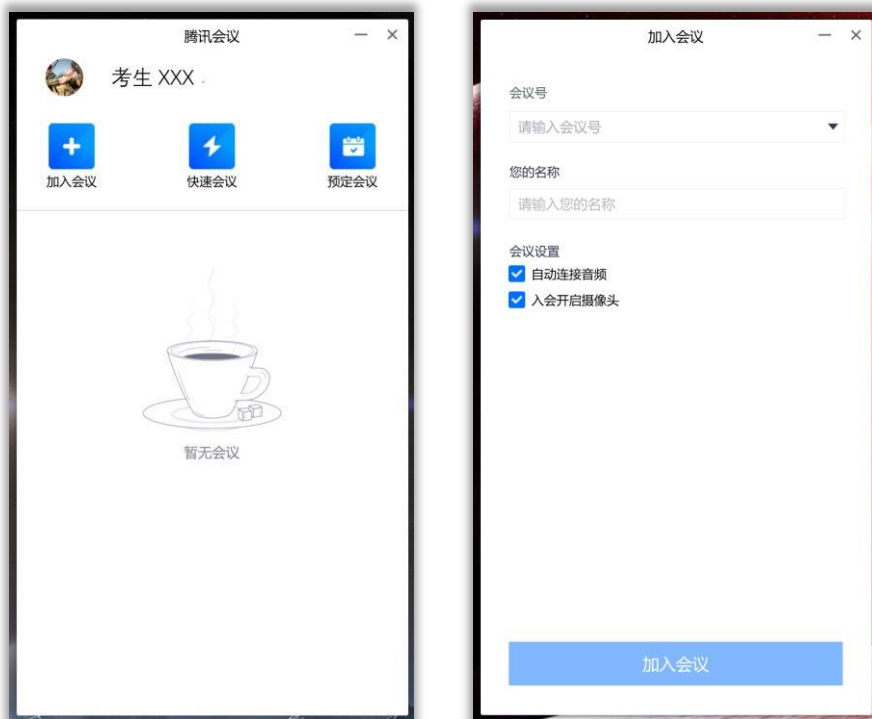 腾讯会议
考生 XXX
加入会议
快速会议
预定会议
暂无会议
加入会议
会议号
请输入会议号
您的名称
请输入您的名称
会议设置
自动连接音频
入会开启摄像头
加入会议